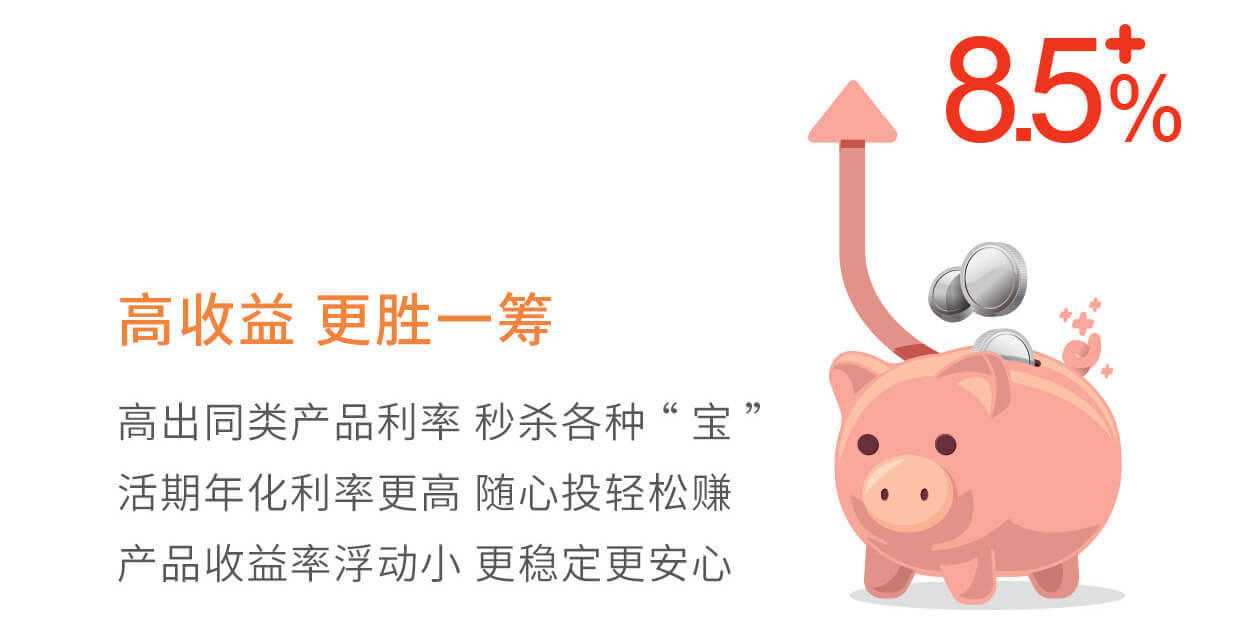 8.5+%
高收益 更胜一筹
高出同类产品利率 秒杀各种“宝”
活期年化利率更高 随心投轻松赚
产品收益率浮动小 更稳定更安心